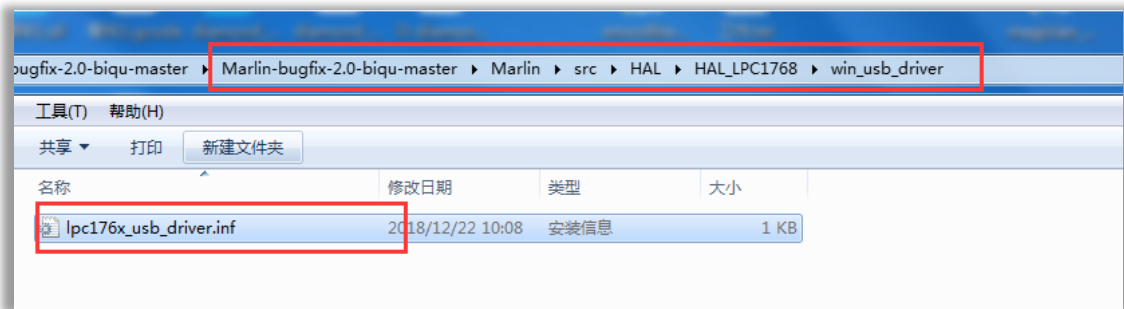 ougfix-2.0-biqu-master ▸ Marlin-bugfix-2.0-biqu-master ▸ Marlin ▸ src ▸ HAL ▸ HAL_LPC1768 ▸ win_usb_driver
工具(T) 帮助(H)
共享 ▼ 打印 新建文件夹
名称 修改日期 类型 大小
lpc176x_usb_driver.inf 2018/12/22 10:08 安装信息 1 KB